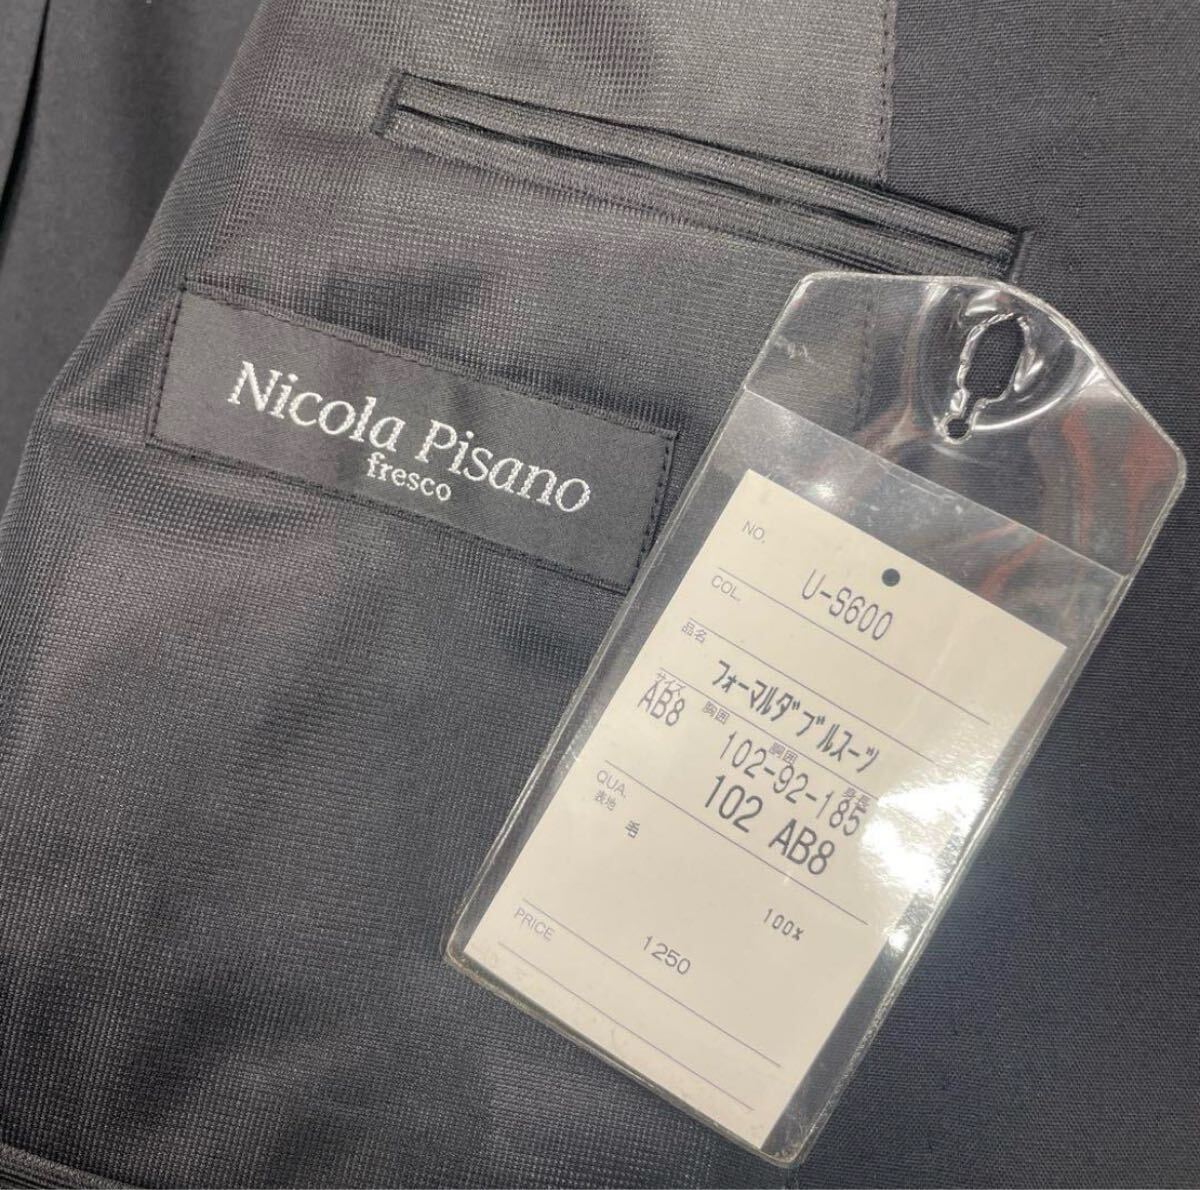 Nicola Pisano
fresco
NO.
U-S600
COL.
品名
フォーマルダブルスーツ
サイズ 胸囲 胴囲 身長
AB8 102-92-185
102 AB8
QUA.
表地
毛 100%
PRICE
1250